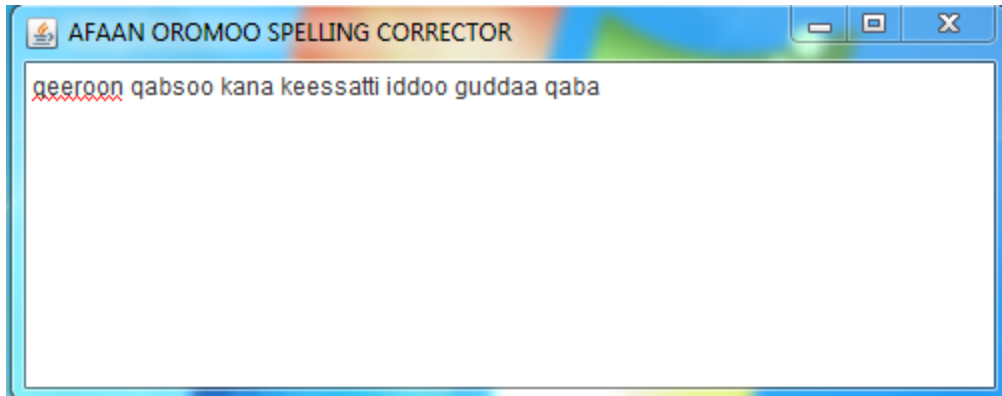 AFAAN OROMOO SPELLING CORRECTOR
qeeroon qabsoo kana keessatti iddoo guddaa qaba